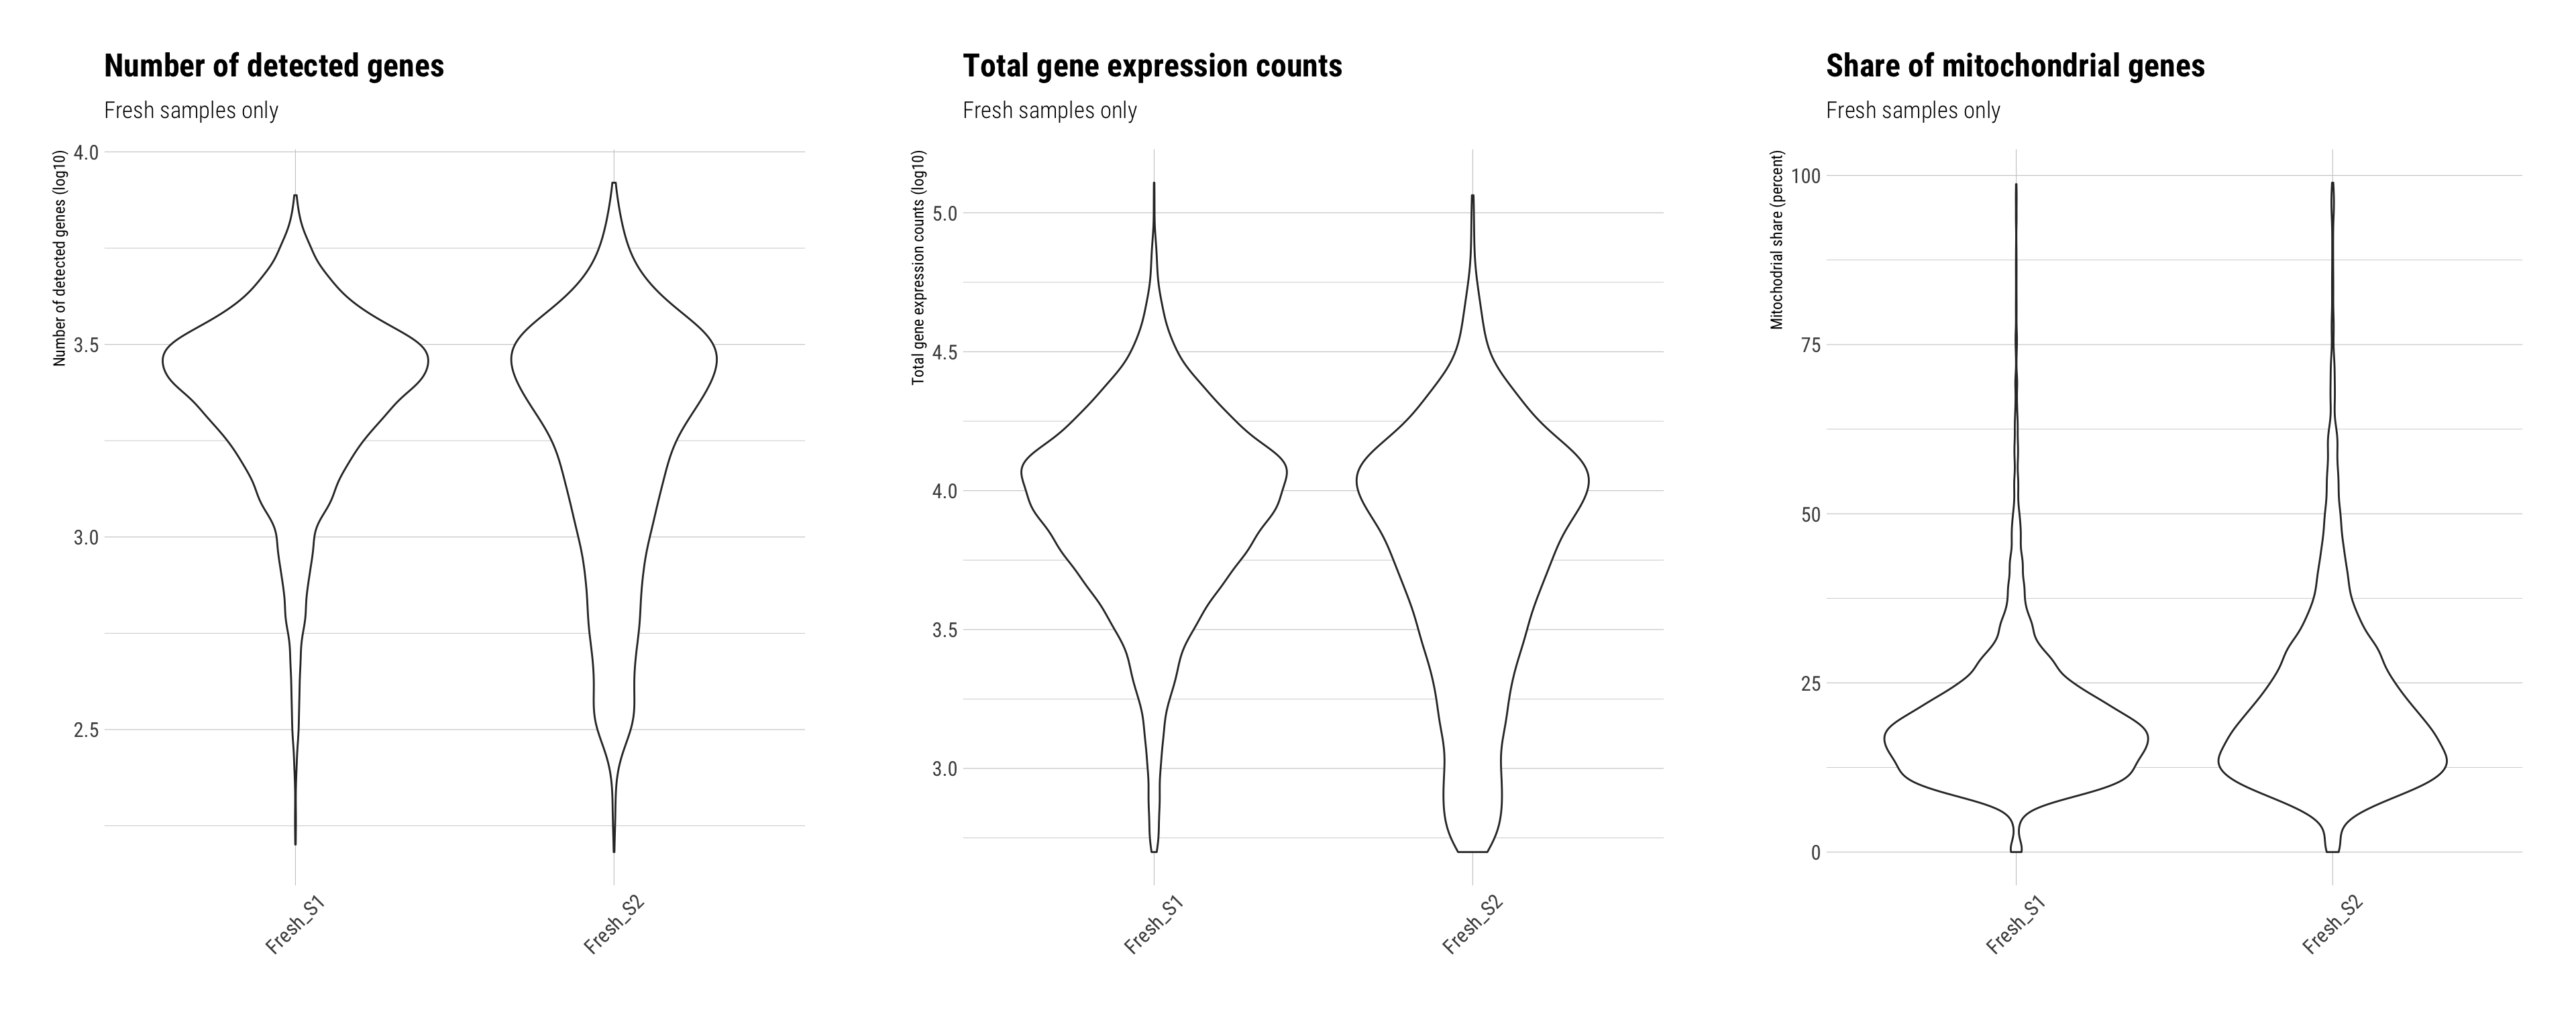 Number of detected genes
Fresh samples only
Number of detected genes (log10)
4.0
3.5
3.0
2.5
Fresh_S1
Fresh_S2
Total gene expression counts
Fresh samples only
Total gene expression counts (log10)
5.0
4.5
4.0
3.5
3.0
Fresh_S1
Fresh_S2
Share of mitochondrial genes
Fresh samples only
Mitochodrial share (percent)
100
75
50
25
0
Fresh_S1
Fresh_S2